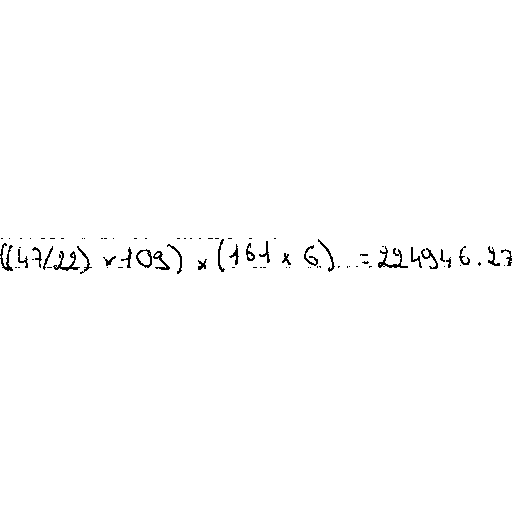 ((47/22) × 109) × (161 × 6) = 224946.27